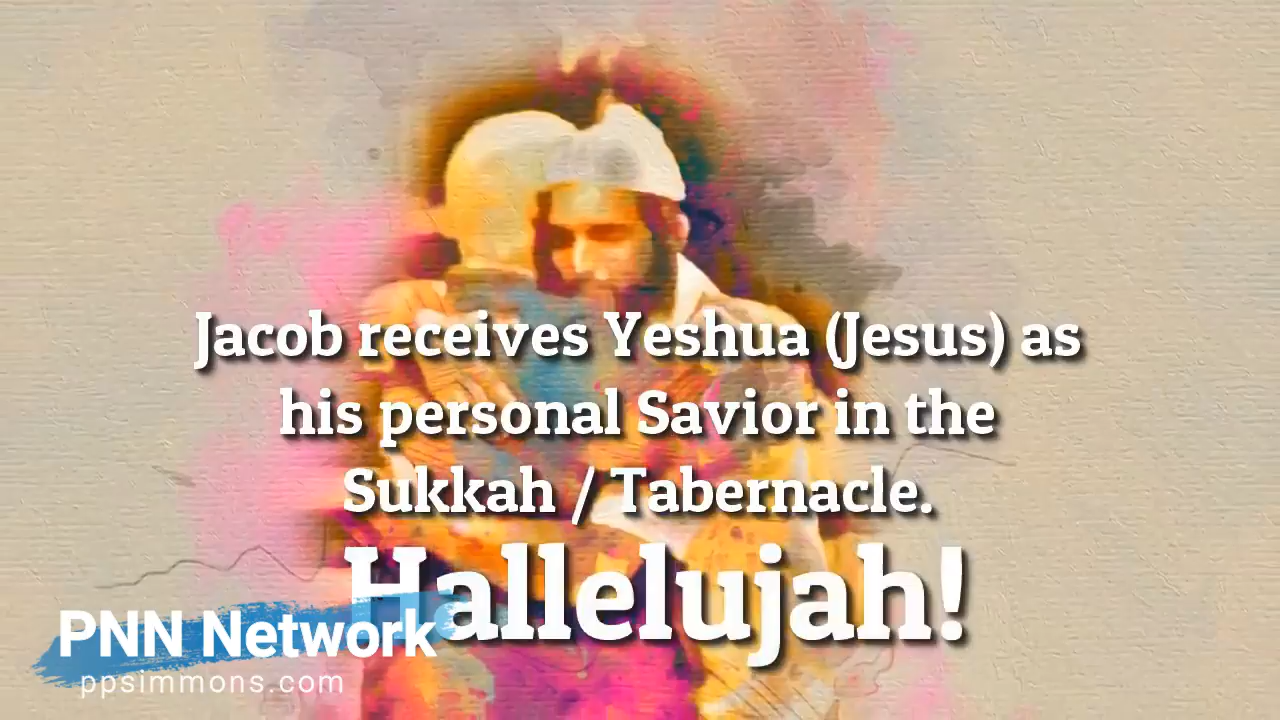 Jacob receives Yeshua (Jesus) as
his personal Savior in the
Sukkah / Tabernacle.
Hallelujah!
PNN Network
ppsimmons.com